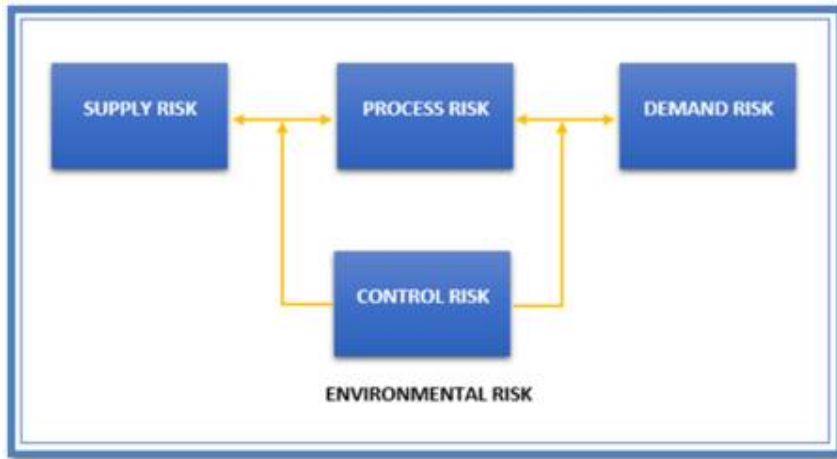 SUPPLY RISK
PROCESS RISK
DEMAND RISK
CONTROL RISK
ENVIRONMENTAL RISK